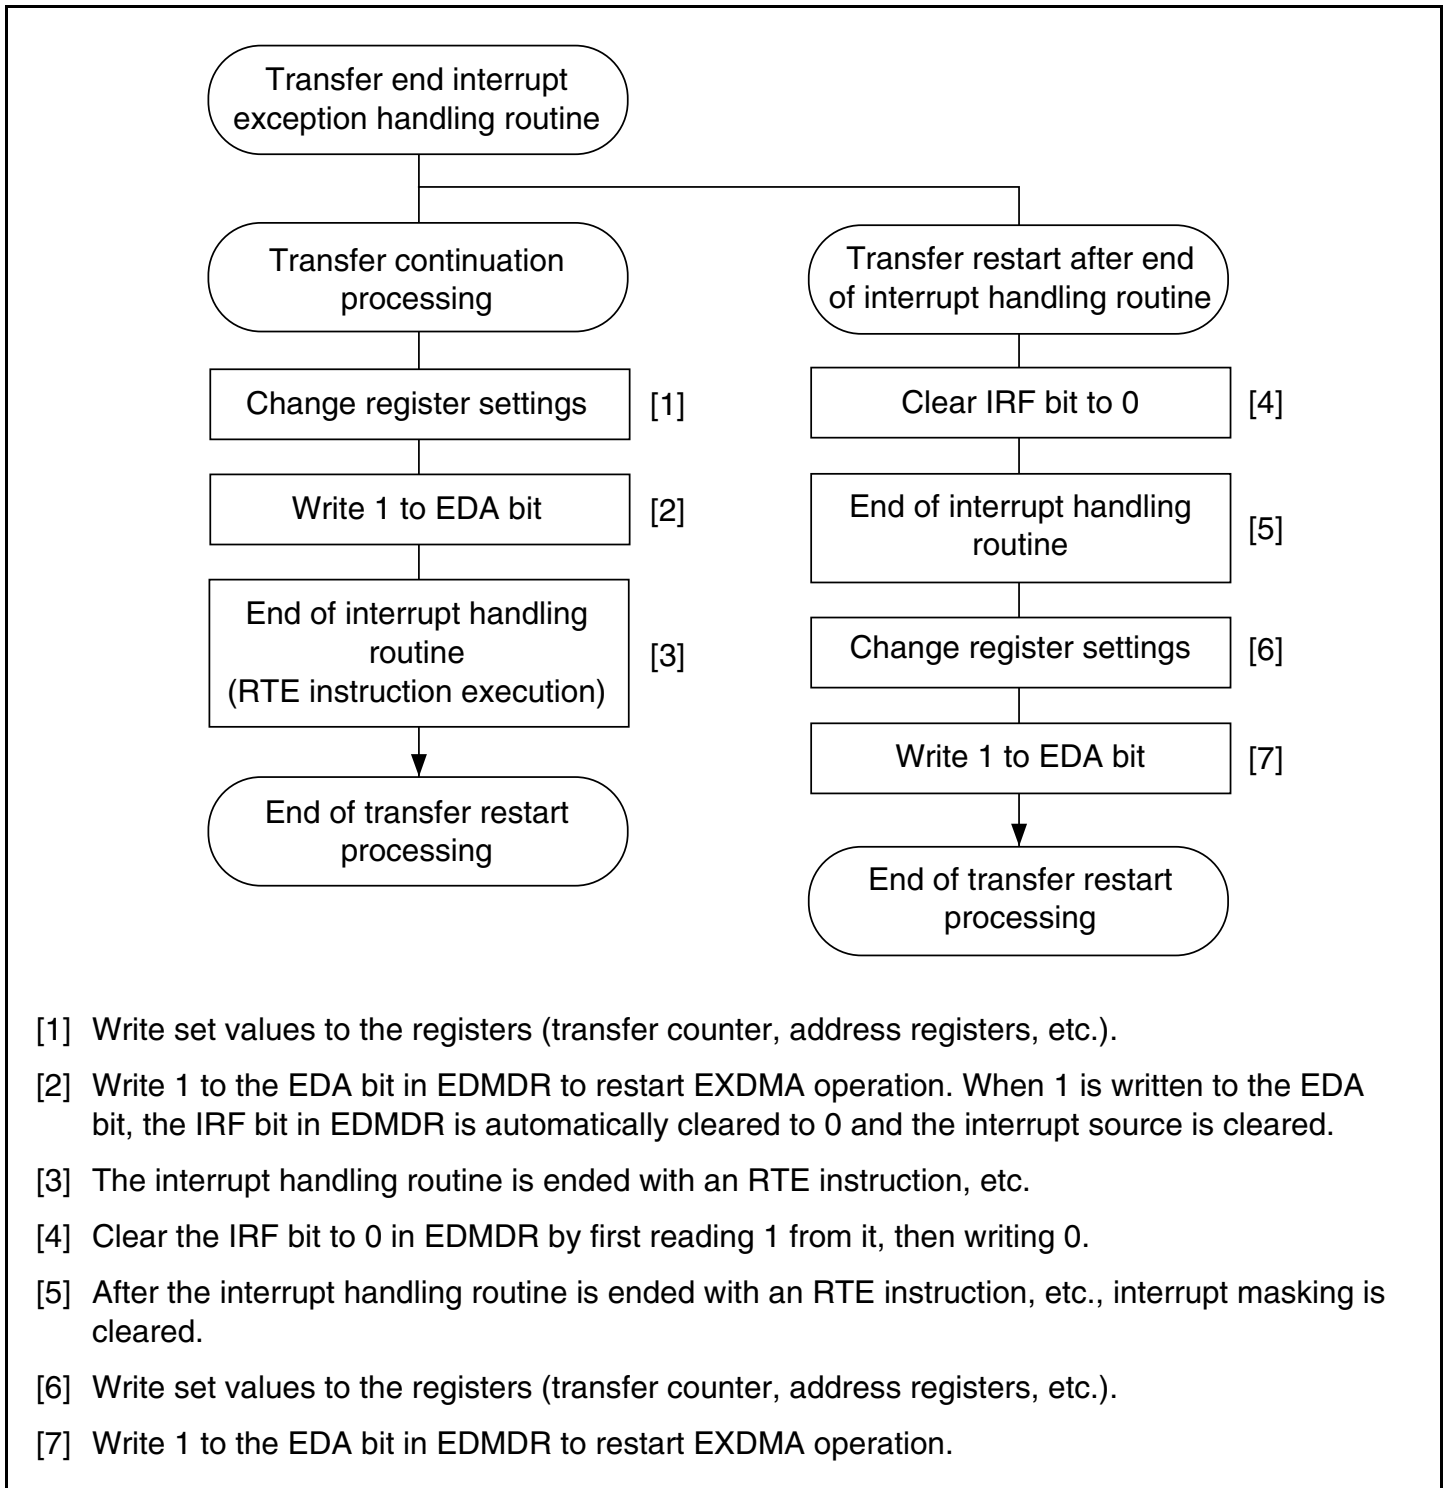 Transfer end interrupt
exception handling routine
Transfer continuation
processing
Change register settings [1]
Write 1 to EDA bit [2]
End of interrupt handling
routine
(RTE instruction execution) [3]
End of transfer restart
processing
Transfer restart after end
of interrupt handling routine
Clear IRF bit to 0 [4]
End of interrupt handling
routine [5]
Change register settings [6]
Write 1 to EDA bit [7]
End of transfer restart
processing
[1] Write set values to the registers (transfer counter, address registers, etc.).
[2] Write 1 to the EDA bit in EDMDR to restart EXDMA operation. When 1 is written to the EDA
bit, the IRF bit in EDMDR is automatically cleared to 0 and the interrupt source is cleared.
[3] The interrupt handling routine is ended with an RTE instruction, etc.
[4] Clear the IRF bit to 0 in EDMDR by first reading 1 from it, then writing 0.
[5] After the interrupt handling routine is ended with an RTE instruction, etc., interrupt masking is
cleared.
[6] Write set values to the registers (transfer counter, address registers, etc.).
[7] Write 1 to the EDA bit in EDMDR to restart EXDMA operation.